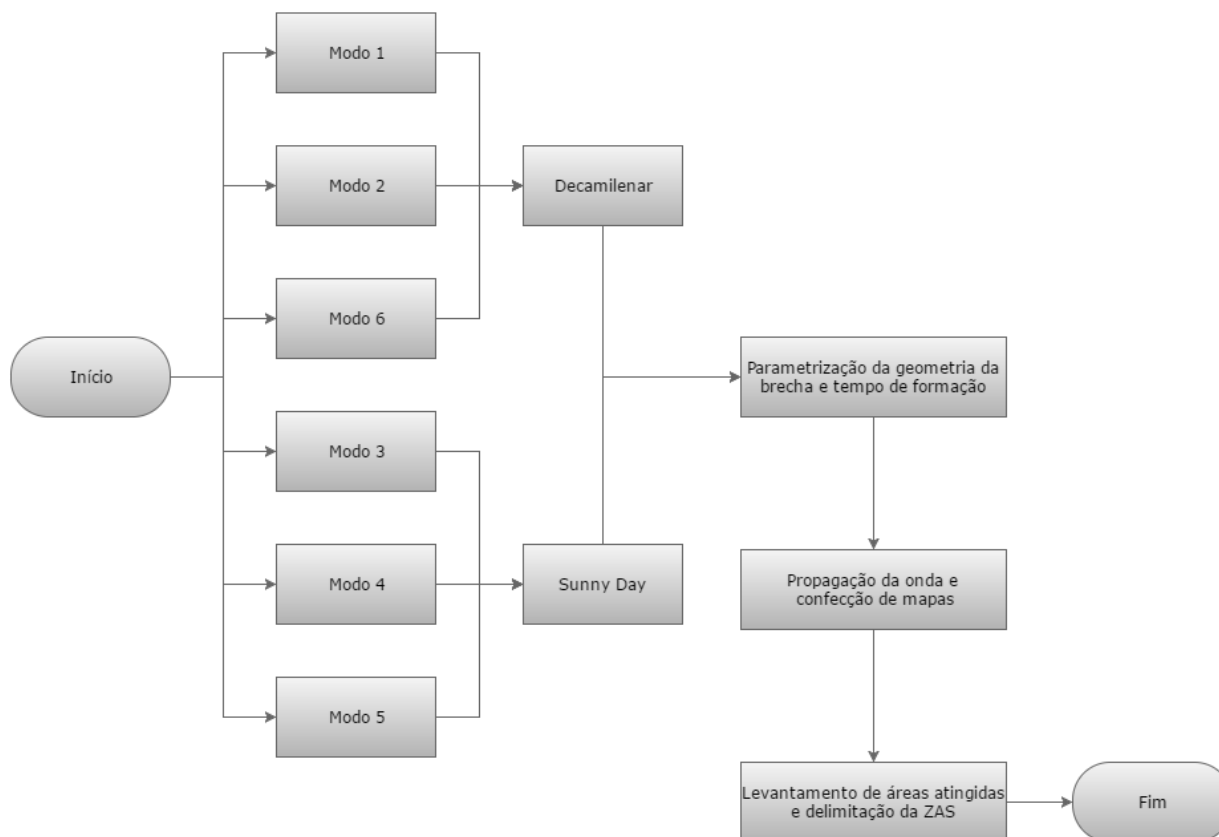 Início
Modo 1
Modo 2
Modo 6
Modo 3
Modo 4
Modo 5
Decamilenar
Sunny Day
Parametrização da geometria da
brecha e tempo de formação
Propagação da onda e
confecção de mapas
Levantamento de áreas atingidas
e delimitação da ZAS
Fim